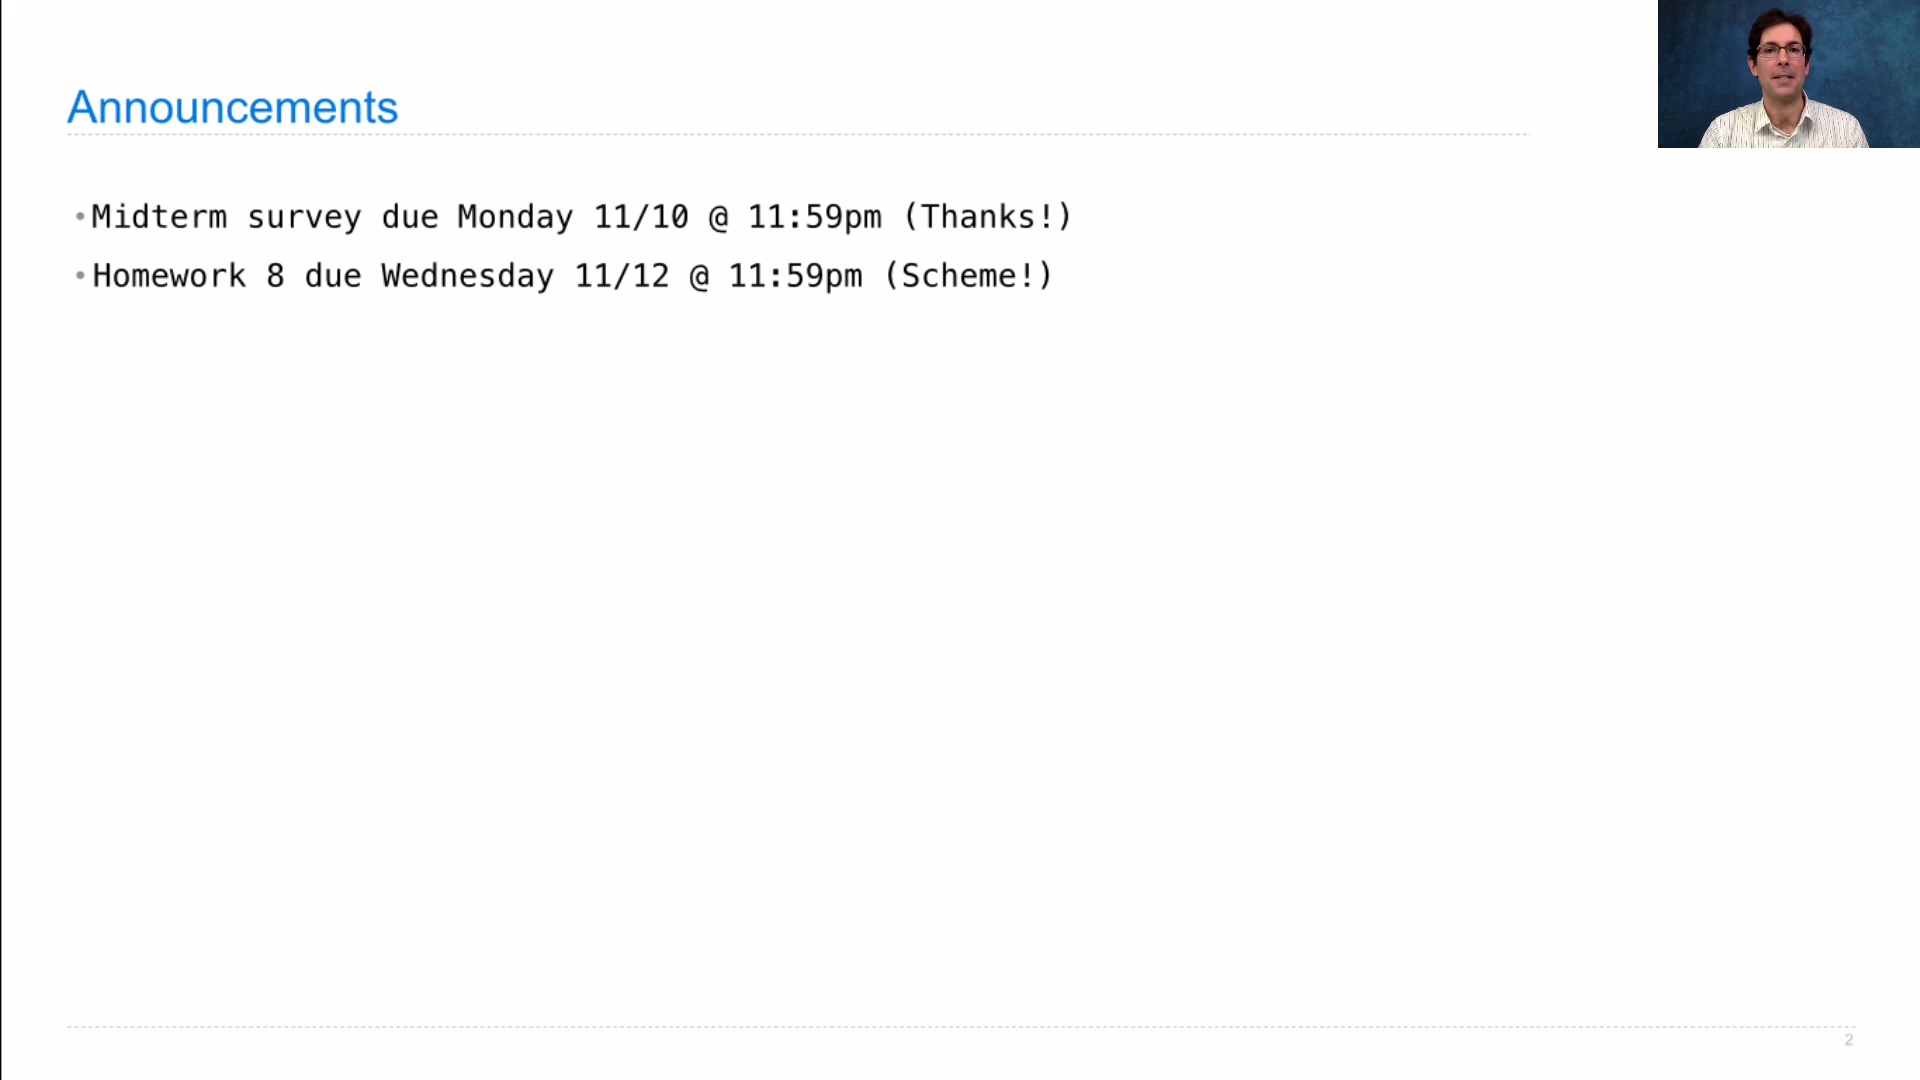 Announcements
•Midterm survey due Monday 11/10 @ 11:59pm (Thanks!)
•Homework 8 due Wednesday 11/12 @ 11:59pm (Scheme!)
2